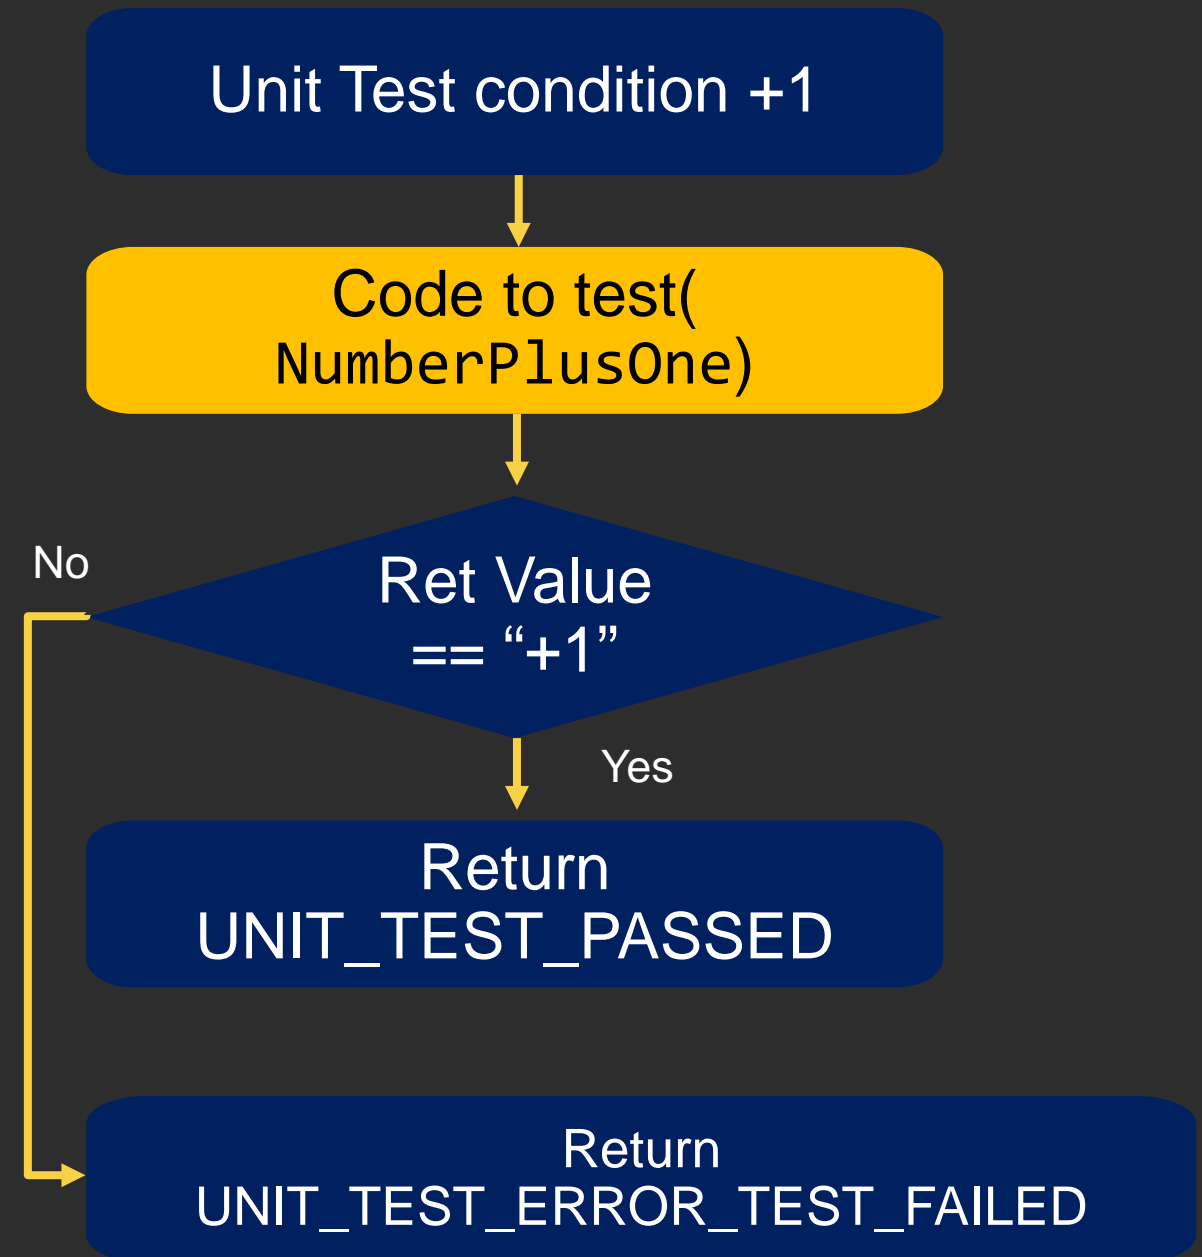 Unit Test condition +1
Code to test(
NumberPlusOne)
No
Ret Value
== “+1”
Yes
Return
UNIT_TEST_PASSED
Return
UNIT_TEST_ERROR_TEST_FAILED